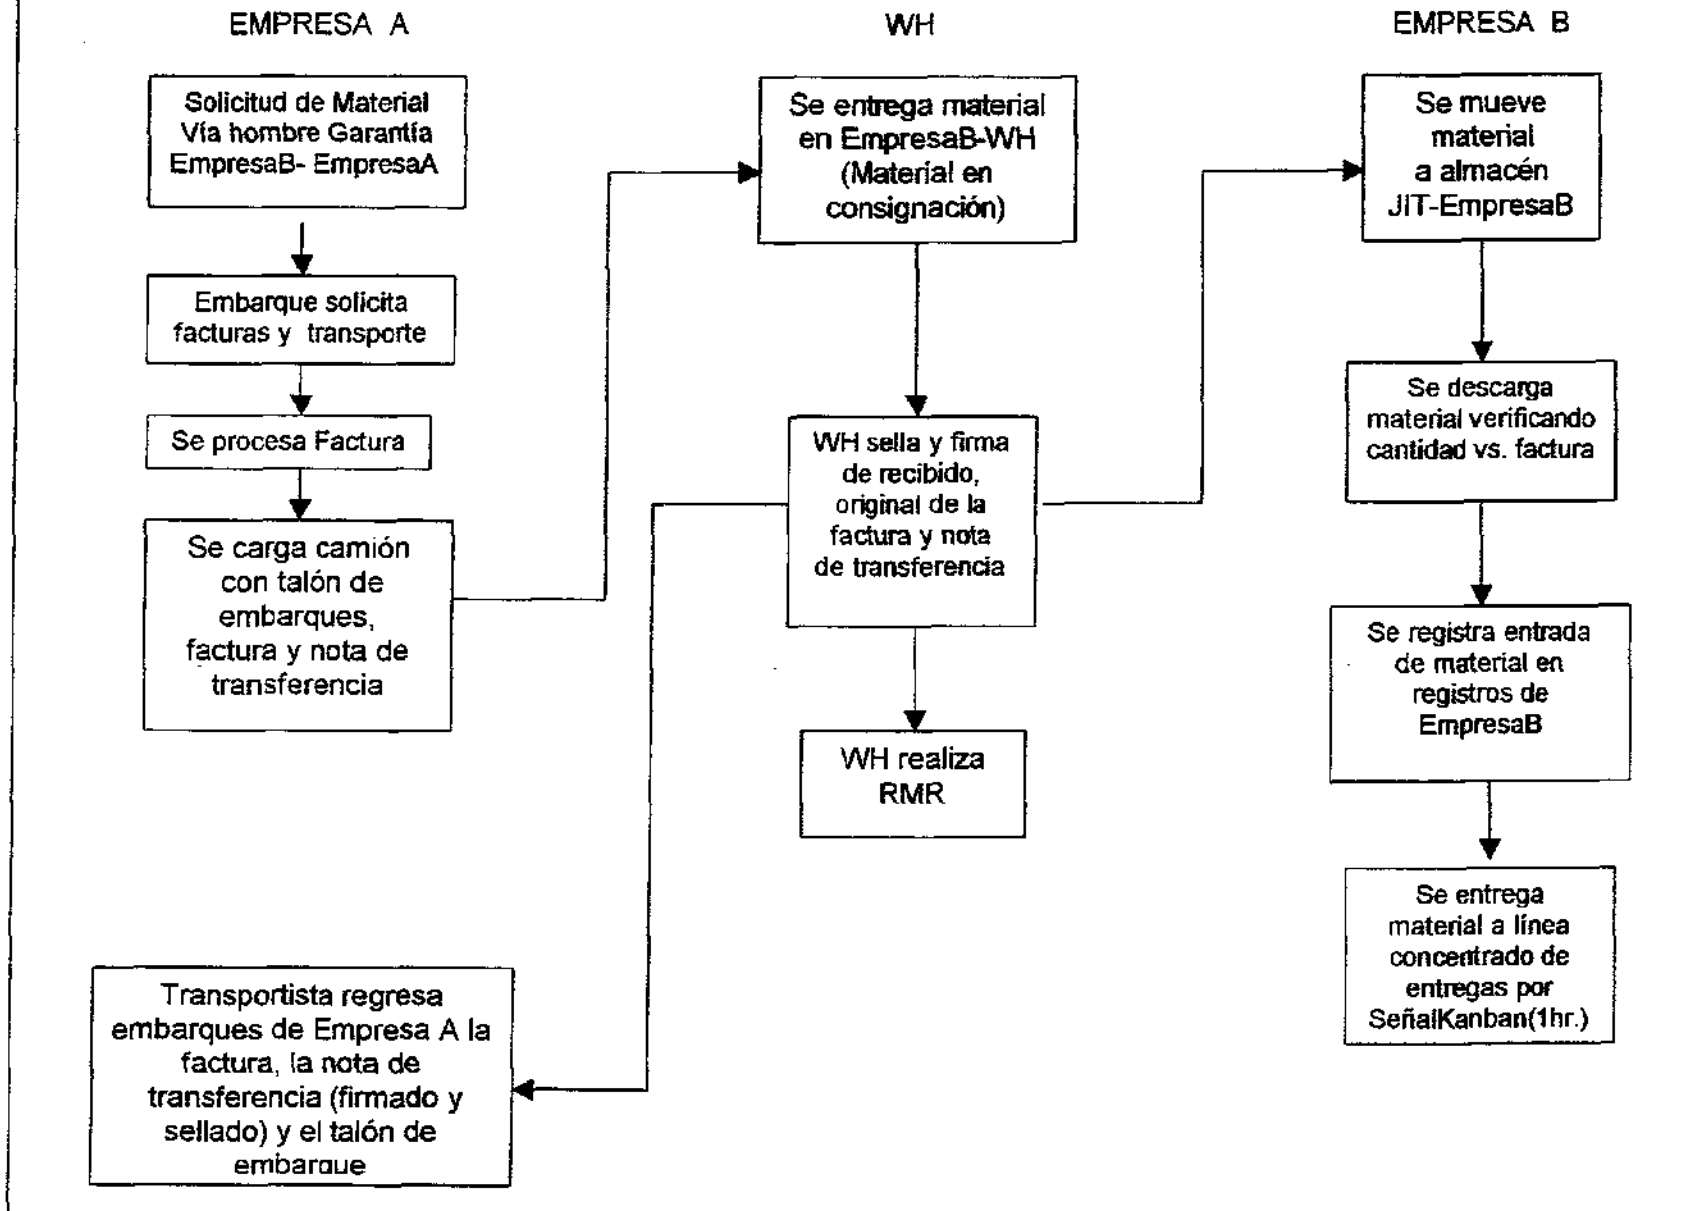 EMPRESA A
WH
EMPRESA B
Solicitud de Material
Vía hombre Garantía
EmpresaB- EmpresaA
Embarque solicita
facturas y transporte
Se procesa Factura
Se carga camión
con talón de
embarques,
factura y nota de
transferencia
Transportista regresa
embarques de Empresa A la
factura, la nota de
transferencia (firmado y
sellado) y el talón de
embarque
Se entrega material
en EmpresaB-WH
(Material en
consignación)
WH sella y firma
de recibido,
original de la
factura y nota
de transferencia
WH realiza
RMR
Se mueve
material
a almacén
JIT-EmpresaB
Se descarga
material verificando
cantidad vs. factura
Se registra entrada
de material en
registros de
EmpresaB
Se entrega
material a línea
concentrado de
entregas por
SeñalKanban(1hr.)